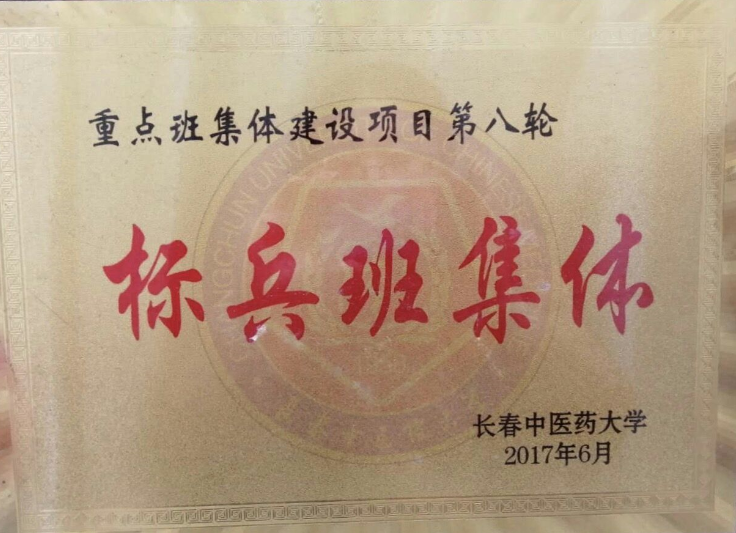 重点班集体建设项目第八轮
标兵班集体
长春中医药大学
2017年6月